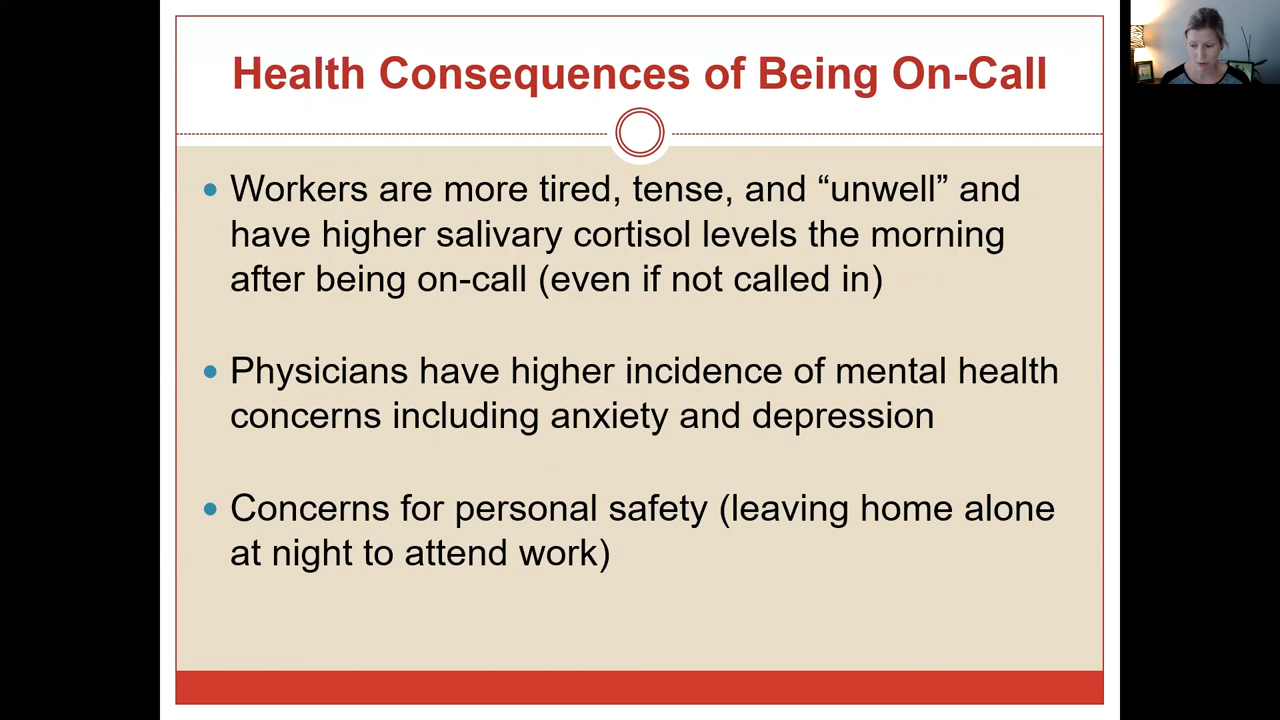 Health Consequences of Being On-Call
• Workers are more tired, tense, and “unwell” and
have higher salivary cortisol levels the morning
after being on-call (even if not called in)
• Physicians have higher incidence of mental health
concerns including anxiety and depression
• Concerns for personal safety (leaving home alone
at night to attend work)